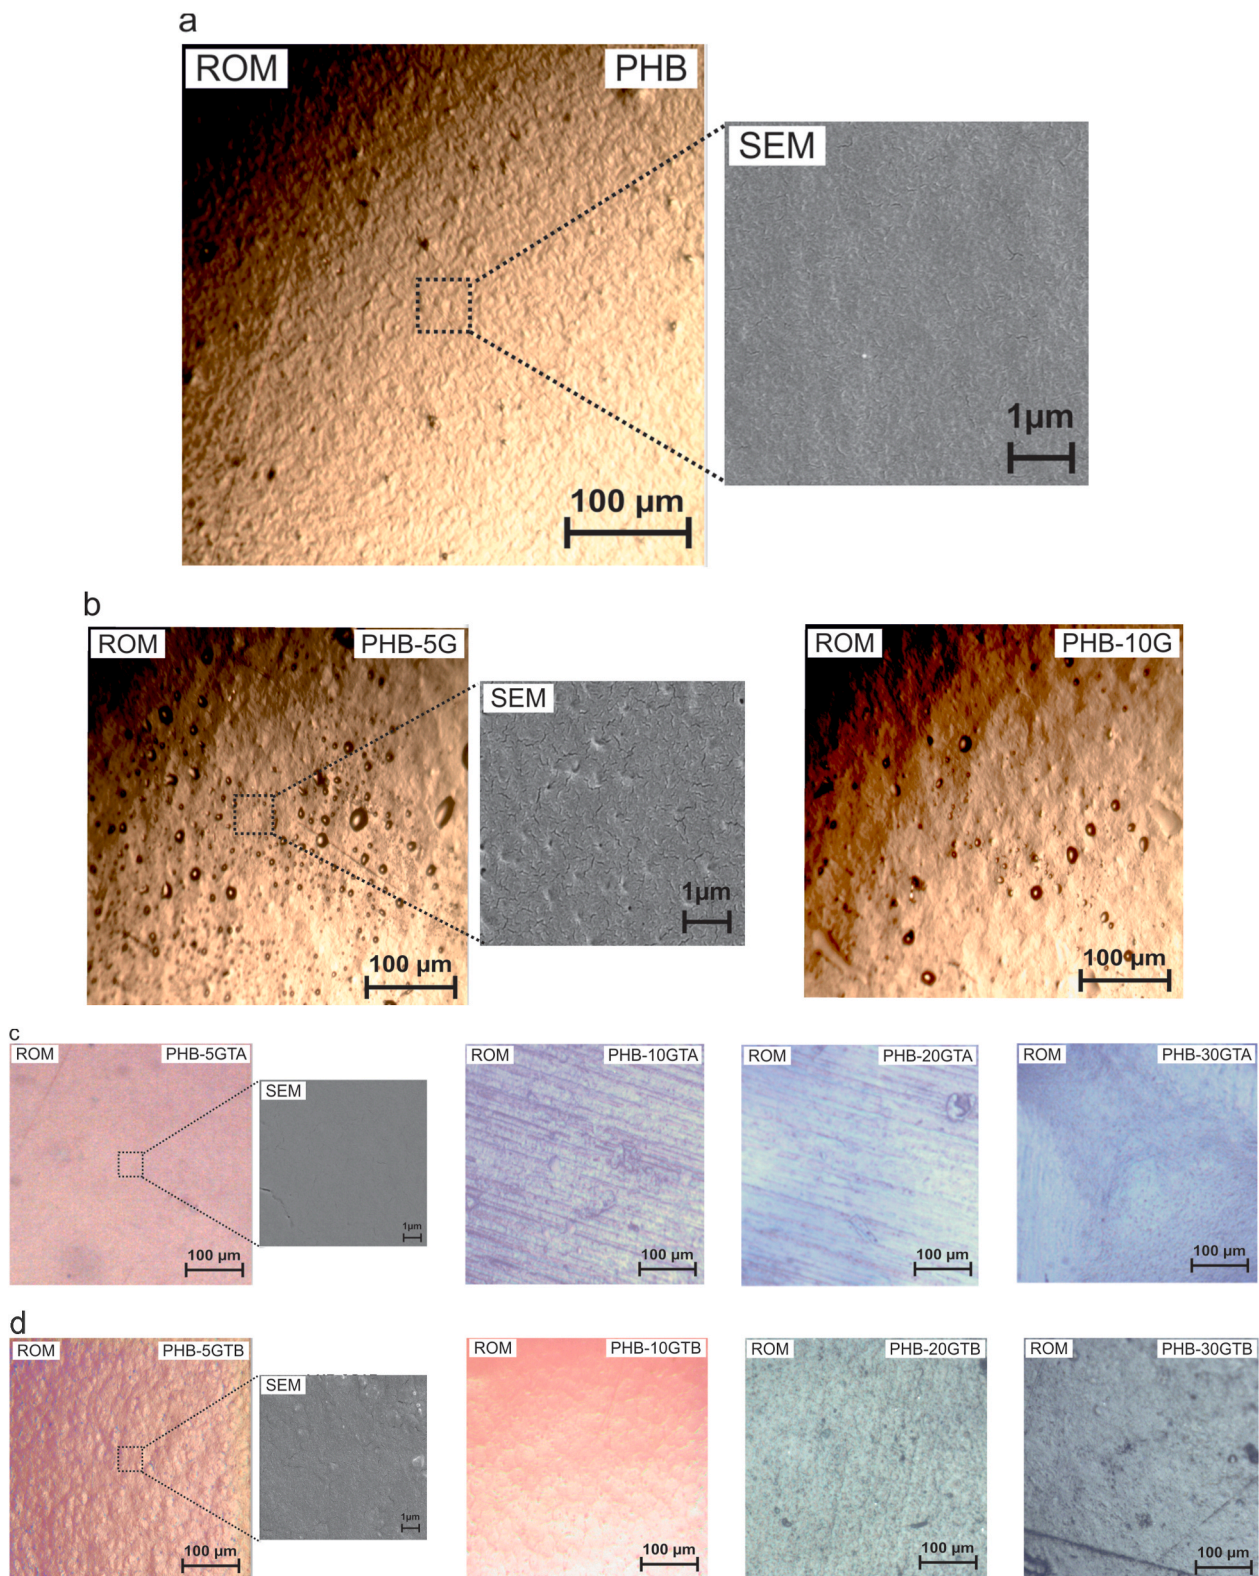 a
ROM PHB
SEM
1µm
100 µm
b
ROM PHB-5G
SEM
1µm
100 µm
ROM PHB-10G
100 µm
c
ROM PHB-5GTA
SEM
1µm
100 µm
ROM PHB-10GTA
100 µm
ROM PHB-20GTA
100 µm
ROM PHB-30GTA
100 µm
d
ROM PHB-5GTB
SEM
1µm
100 µm
ROM PHB-10GTB
100 µm
ROM PHB-20GTB
100 µm
ROM PHB-30GTB
100 µm